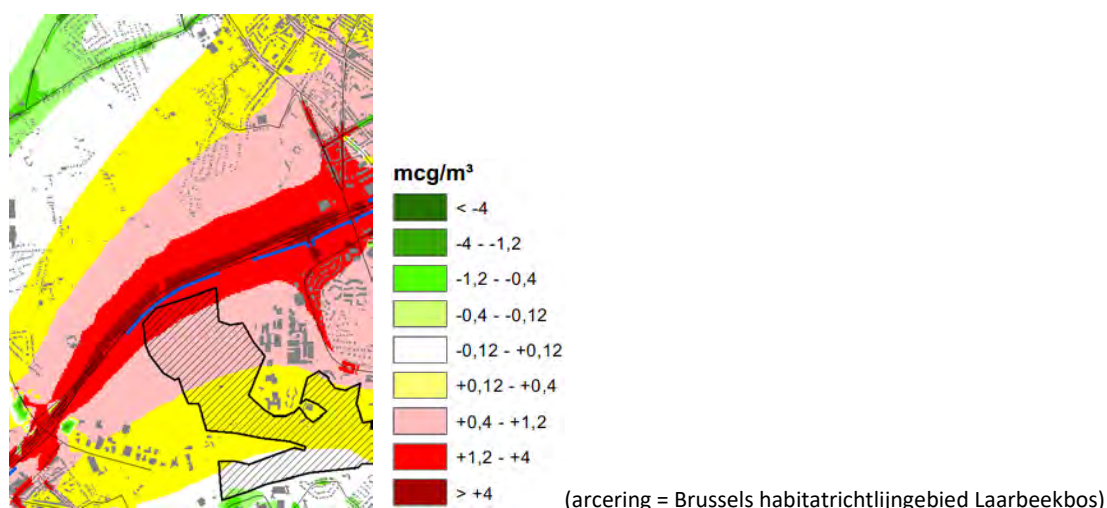 mcg/m³
< -4
-4 - -1,2
-1,2 - -0,4
-0,4 - -0,12
-0,12 - +0,12
+0,12 - +0,4
+0,4 - +1,2
+1,2 - +4
> +4
(arcering = Brussels habitatrichtlijngebied Laarbeekbos)